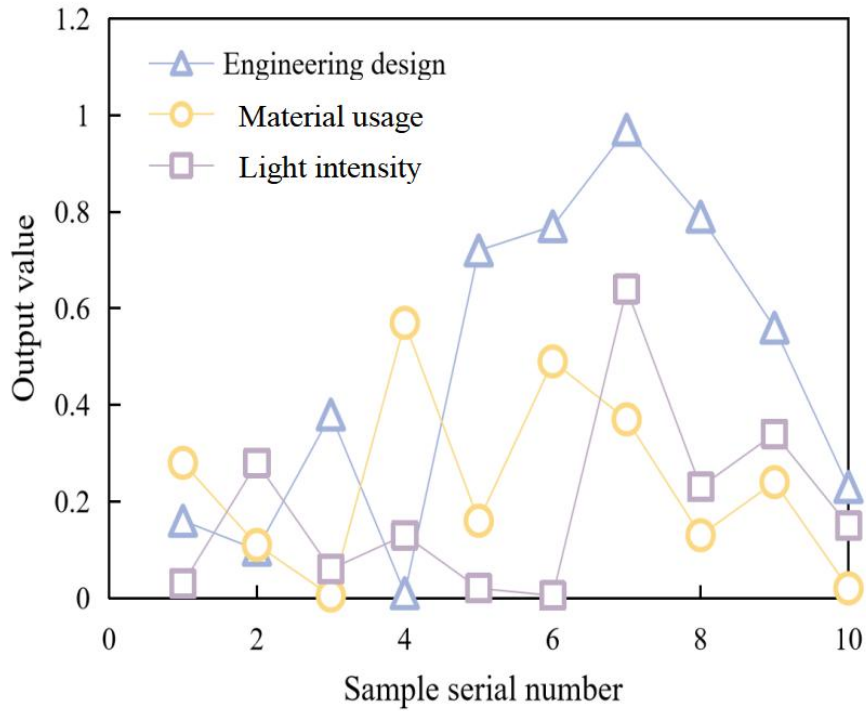 1.2
1
0.8
0.6
0.4
0.2
0
Output value
Engineering design
Material usage
Light intensity
0 2 4 6 8 10
Sample serial number